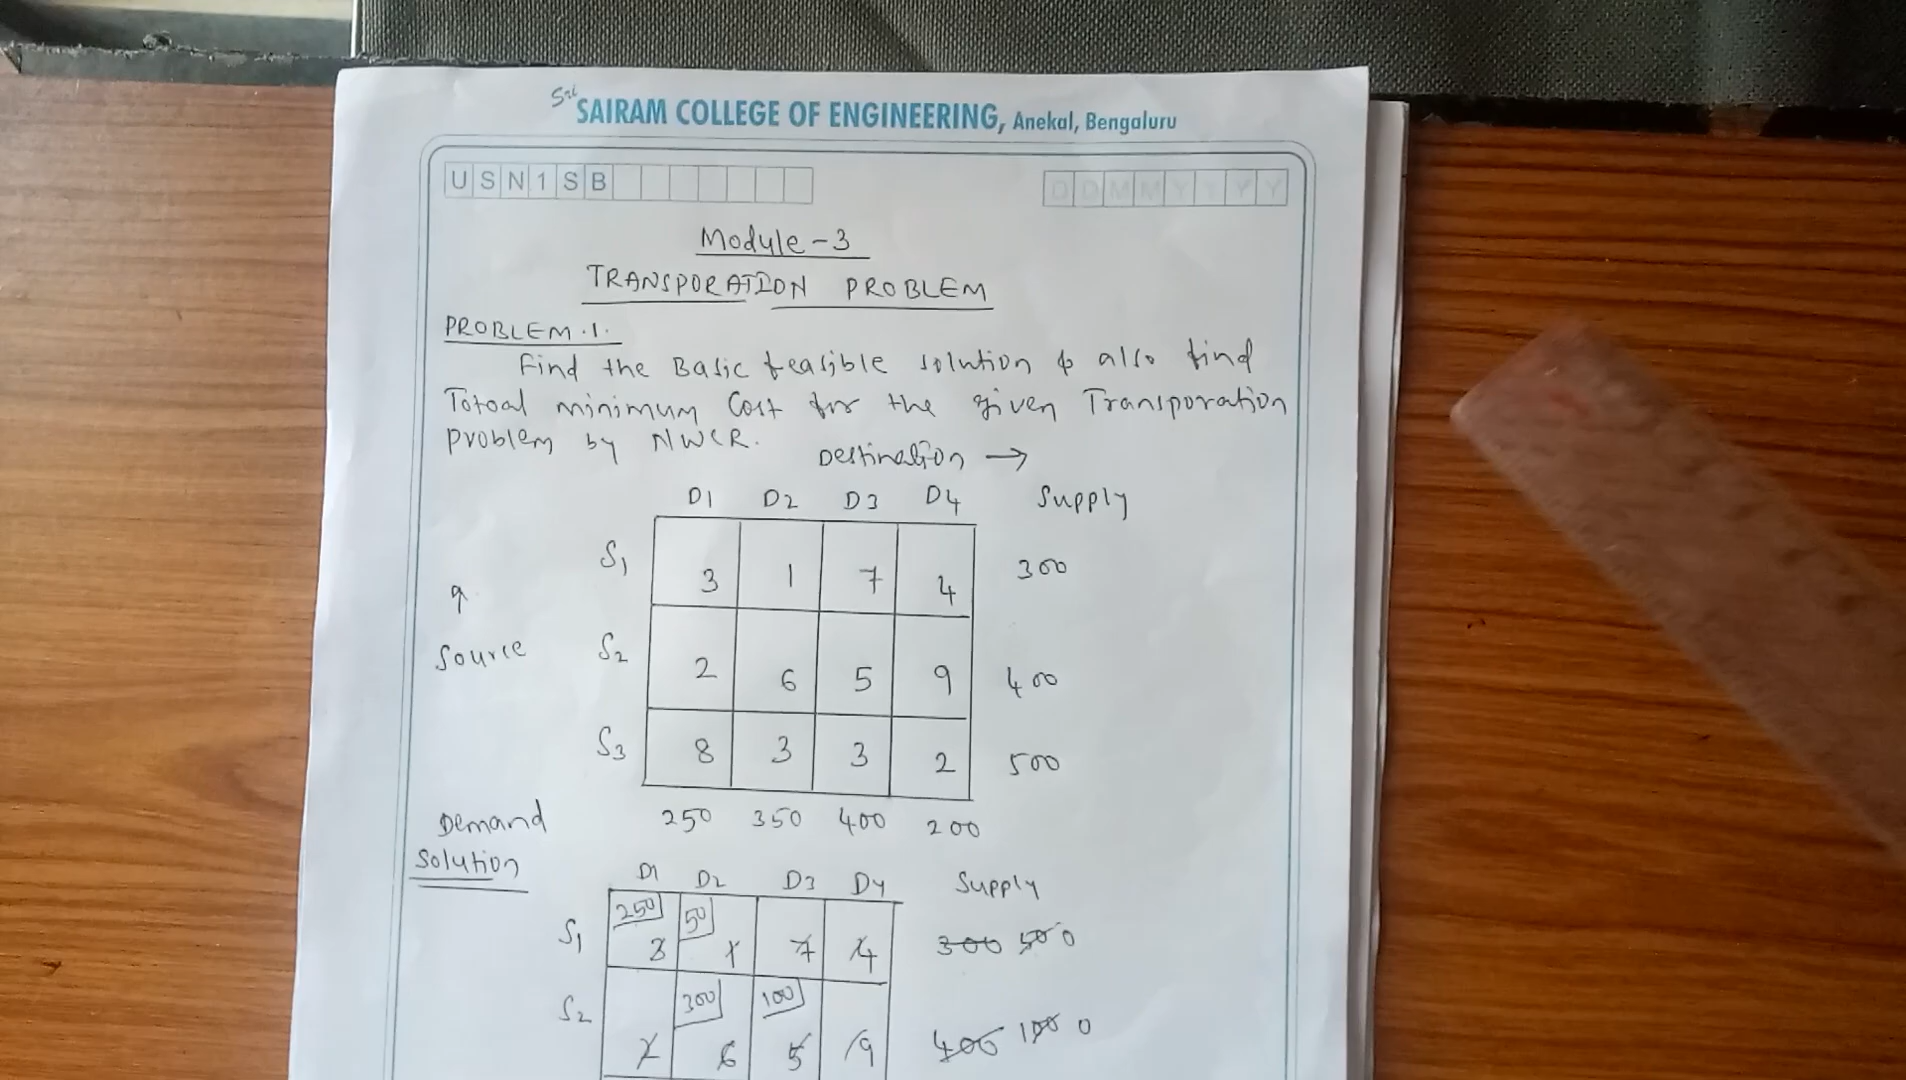 Sri
SAIRAM COLLEGE OF ENGINEERING, Anekal, Bengaluru
USN1SB DDMMYYYY
Module-3
TRANSPORATION PROBLEM
PROBLEM.1.
Find the Basic feasible solution & also find
Totoal minimum Cost for the given Transporation
problem by NWCR.
Destination →
D1 D2 D3 D4 Supply
S1 3 1 7 4 300
Source S2 2 6 5 9 400
S3 8 3 3 2 500
Demand 250 350 400 200
Solution
D1 D2 D3 D4 Supply
250 50
S1 3 1 7 4 300 50 0
300 100
S2 2 6 5 9 400 100 0